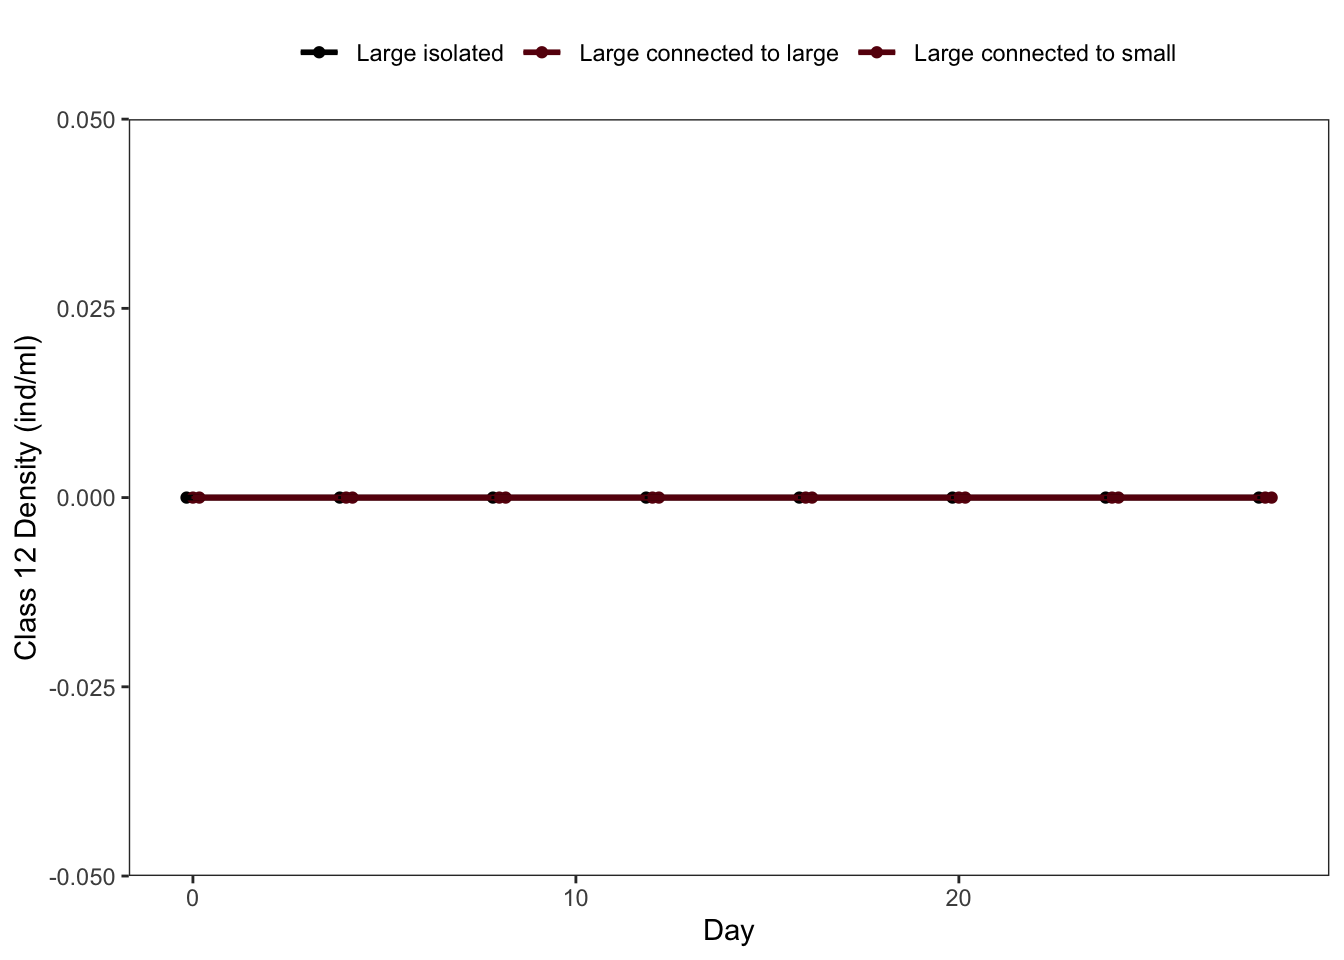 Large isolated Large connected to large Large connected to small
0.050
0.025
0.000
-0.025
-0.050
Class 12 Density (ind/ml)
0 10 20
Day